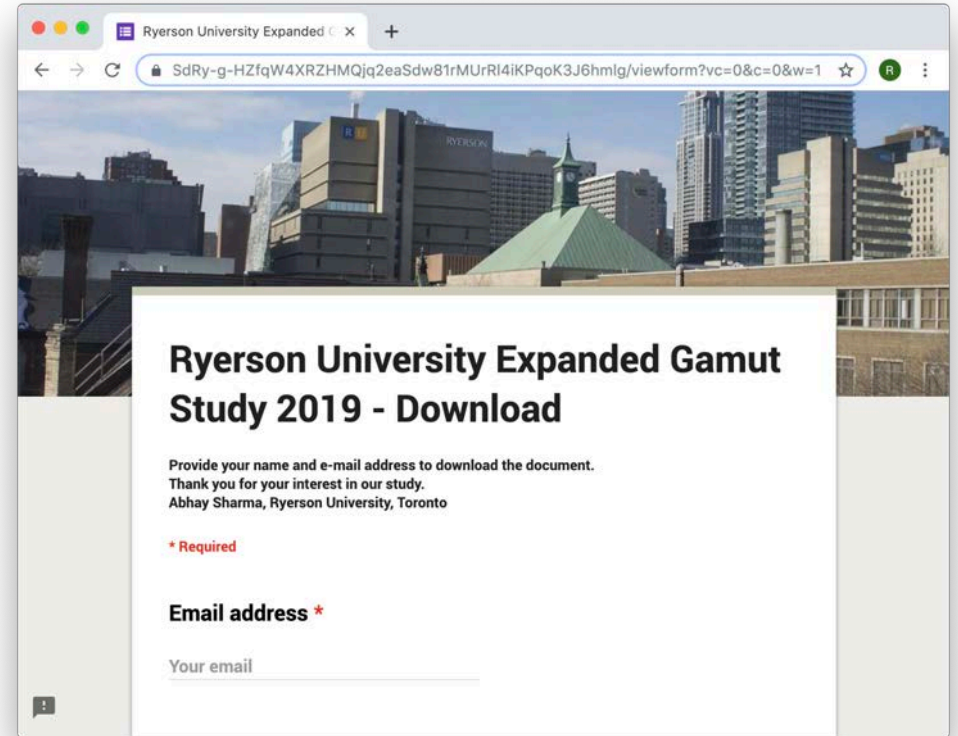 Ryerson University Expanded G
SdRy-g-HZfqW4XRZHMQjq2eaSdw81rMUrRl4iKPqoK3J6hmlg/viewform?vc=0&c=0&w=1
R
R U
RYERSON
Ryerson University Expanded Gamut
Study 2019 - Download
Provide your name and e-mail address to download the document.
Thank you for your interest in our study.
Abhay Sharma, Ryerson University, Toronto
* Required
Email address *
Your email